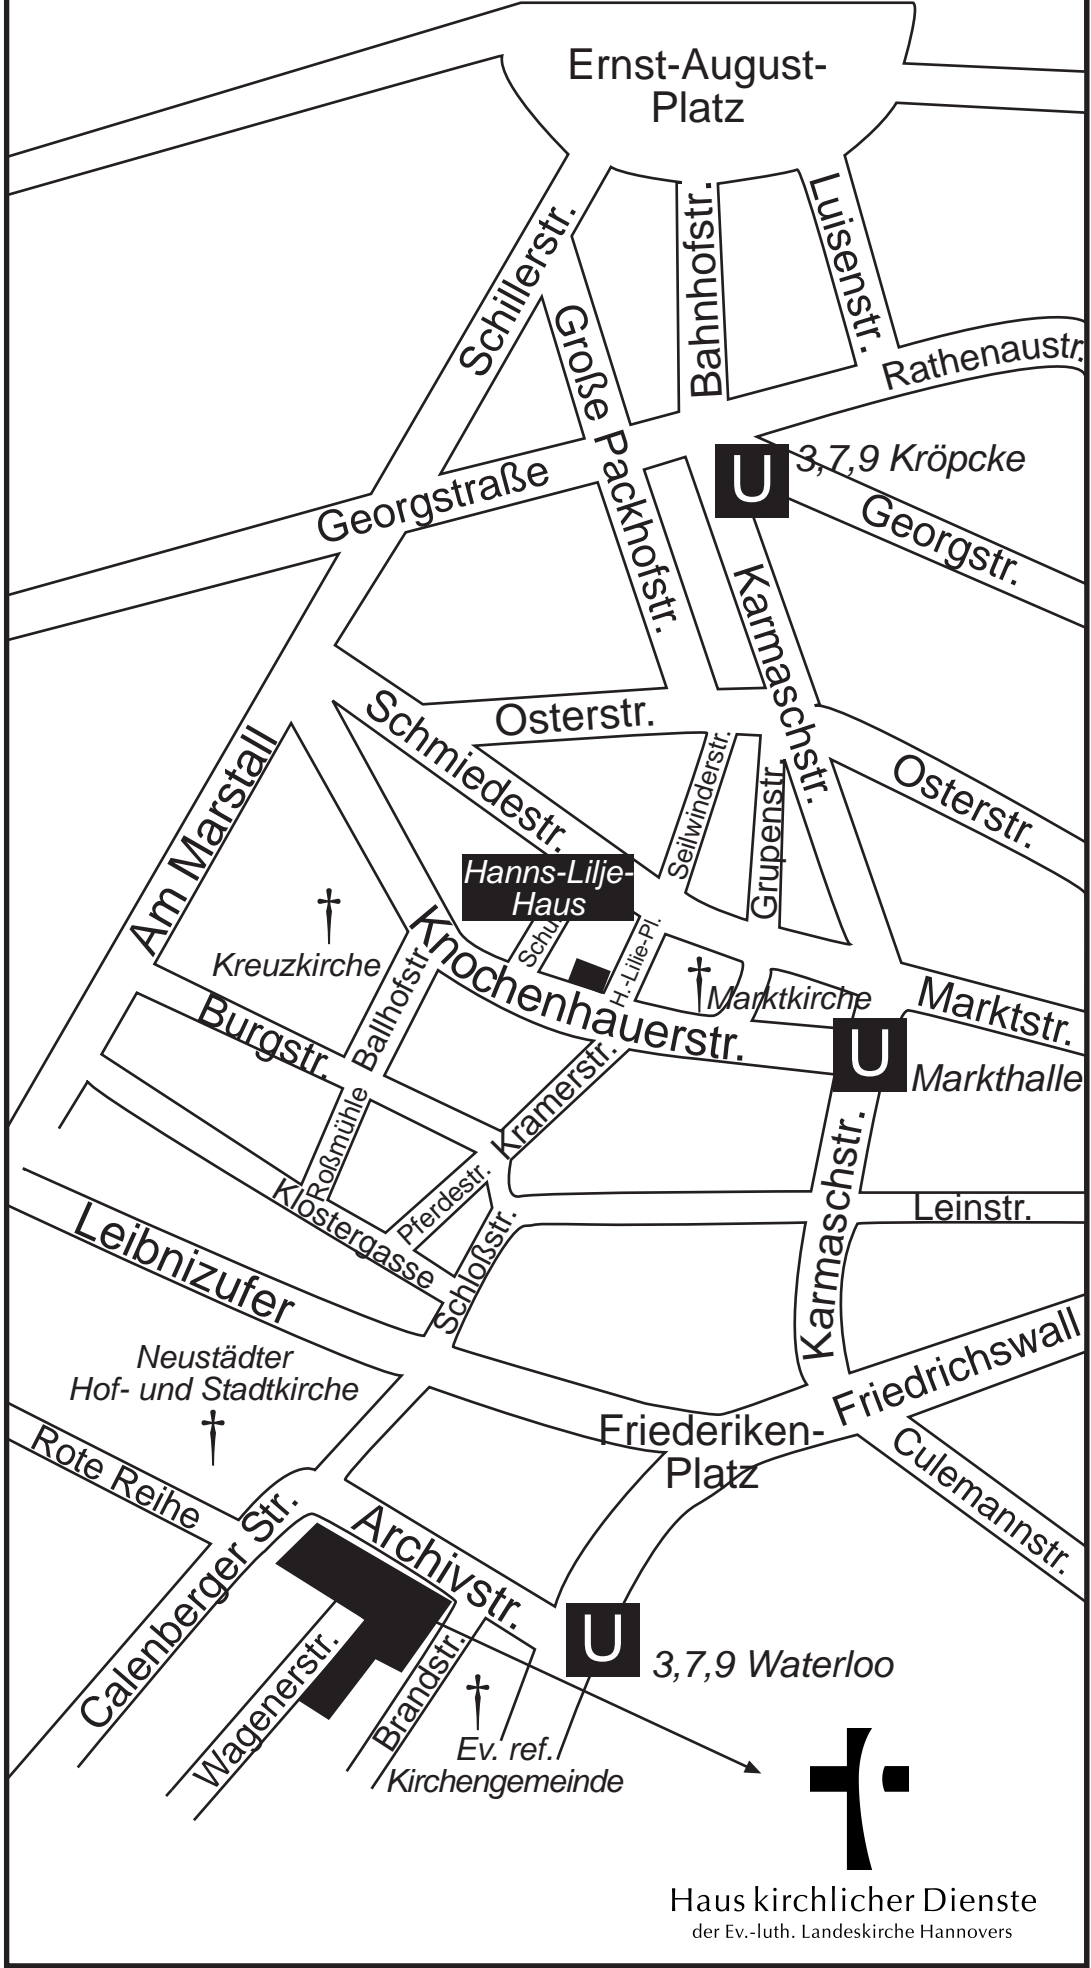 Ernst-August-
Platz
Schillerstr.
Bahnhofstr.
Luisenstr.
Große Packhofstr.
Rathenaustr.
U
3,7,9 Kröpcke
Georgstraße
Georgstr.
Karmaschstr.
Schmiedestr.
Osterstr.
Osterstr.
Am Marstall
Seilwinderstr.
Grupenstr.
Hanns-Lilje-
Haus
Kreuzkirche
Knochenhauerstr.
Schu
H.-Lilie-Pl.
Marktkirche
Marktstr.
Ballhofstr.
Burgstr.
U
Markthalle
Kramerstr.
Roßmühle
Karmaschstr.
Pferdestr.
Klostergasse
Schloßstr.
Leinstr.
Leibnizufer
Neustädter
Hof- und Stadtkirche
Friedrichswall
Friederiken-
Platz
Rote Reihe
Culemannstr.
Calenberger Str.
Archivstr.
U
3,7,9 Waterloo
Wagenerstr.
Brandstr.
Ev. ref.
Kirchengemeinde
Haus kirchlicher Dienste
der Ev.-luth. Landeskirche Hannovers